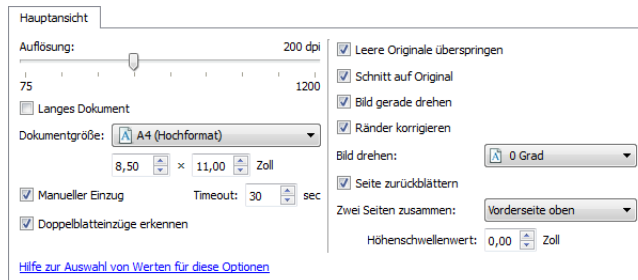 Hauptansicht
Auflösung: 200 dpi
75 1200
Langes Dokument
Dokumentgröße: A4 (Hochformat)
8,50 × 11,00 Zoll
Manueller Einzug Timeout: 30 sec
Doppelblatteinzüge erkennen
Hilfe zur Auswahl von Werten für diese Optionen
Leere Originale überspringen
Schnitt auf Original
Bild gerade drehen
Ränder korrigieren
Bild drehen: 0 Grad
Seite zurückblättern
Zwei Seiten zusammen: Vorderseite oben
Höhenschwellenwert: 0,00 Zoll